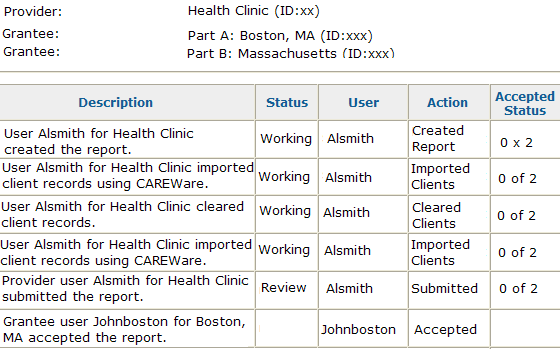 Provider: Health Clinic (ID:xx)
Grantee: Part A: Boston, MA (ID:xxx)
Grantee: Part B: Massachusetts (ID:xxx)
Description Status User Action Accepted Status
User Alsmith for Health Clinic created the report. Working Alsmith Created Report 0 x 2
User Alsmith for Health Clinic imported client records using CAREWare. Working Alsmith Imported Clients 0 of 2
User Alsmith for Health Clinic cleared client records. Working Alsmith Cleared Clients 0 of 2
User Alsmith for Health Clinic imported client records using CAREWare. Working Alsmith Imported Clients 0 of 2
Provider user Alsmith for Health Clinic submitted the report. Review Alsmith Submitted 0 of 2
Grantee user Johnboston for Boston, MA accepted the report. Johnboston Accepted